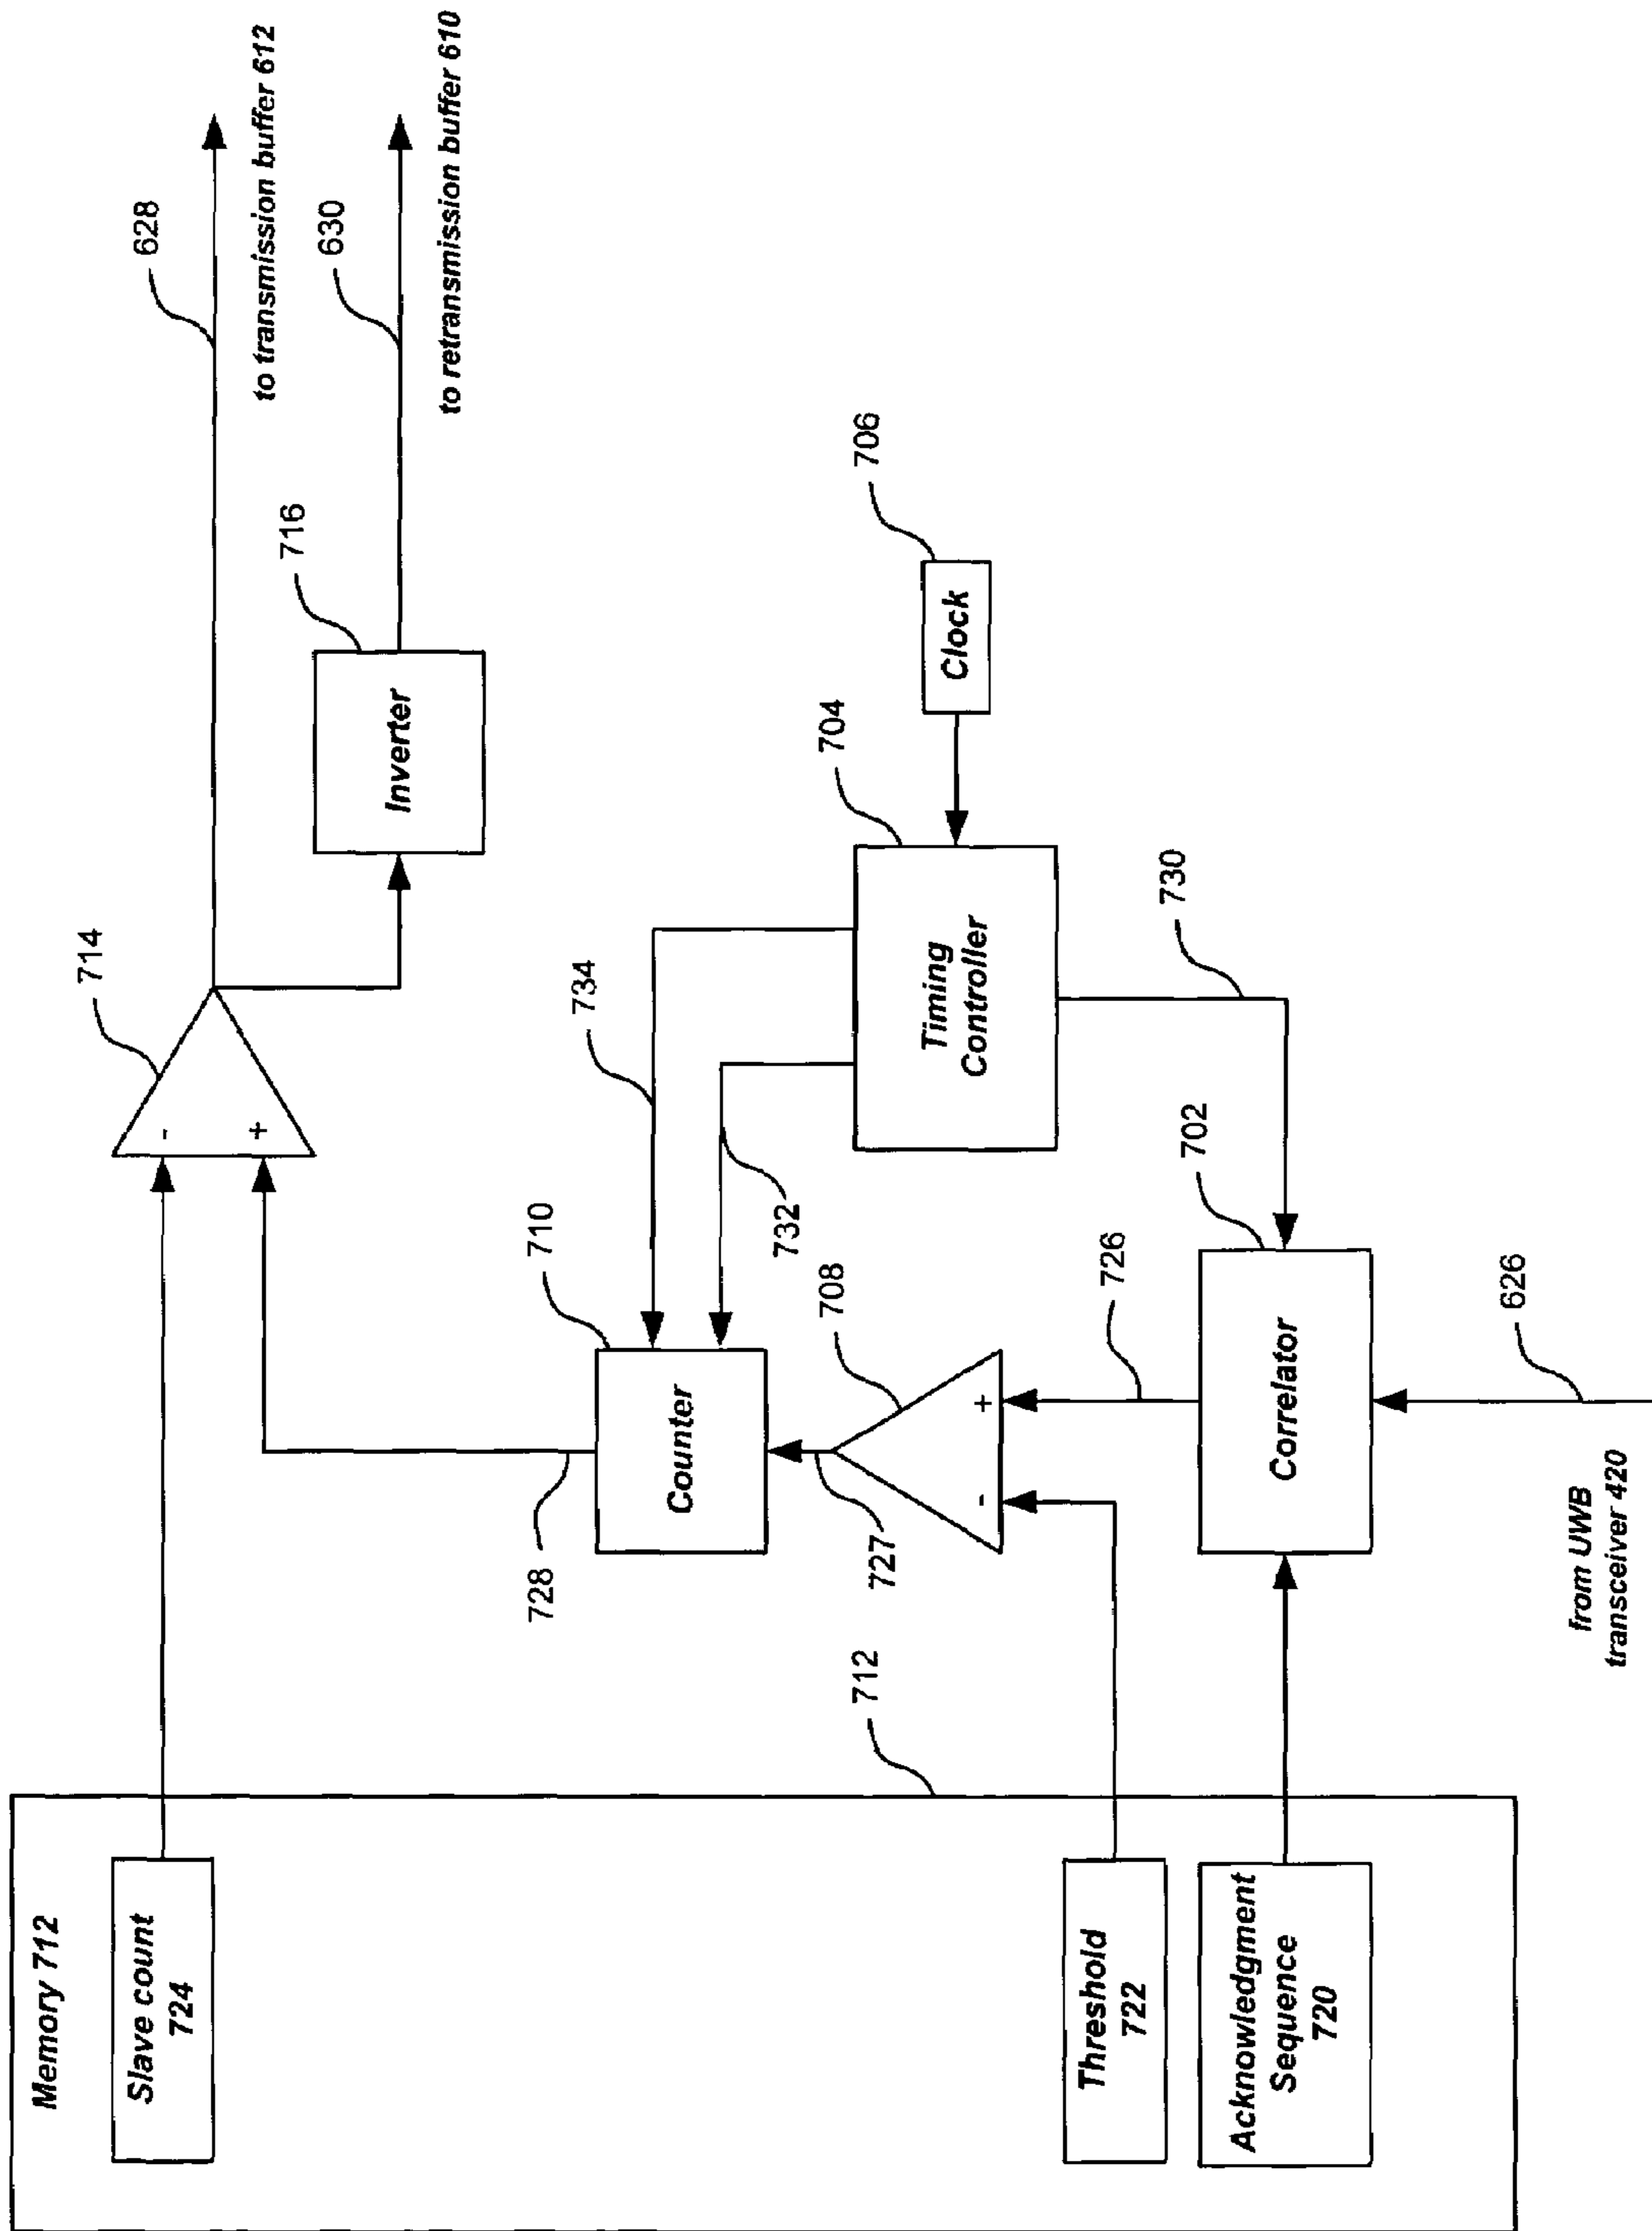 Memory 712
Slave count
724
Threshold
722
Acknowledgment
Sequence
720
712
from UWB
transceiver 420
626
Correlator
702
726
730
-
+
708
727
Counter
710
728
732
734
Timing
Controller
704
Clock
706
-
+
714
Inverter
716
628
to transmission buffer 612
630
to retransmission buffer 610